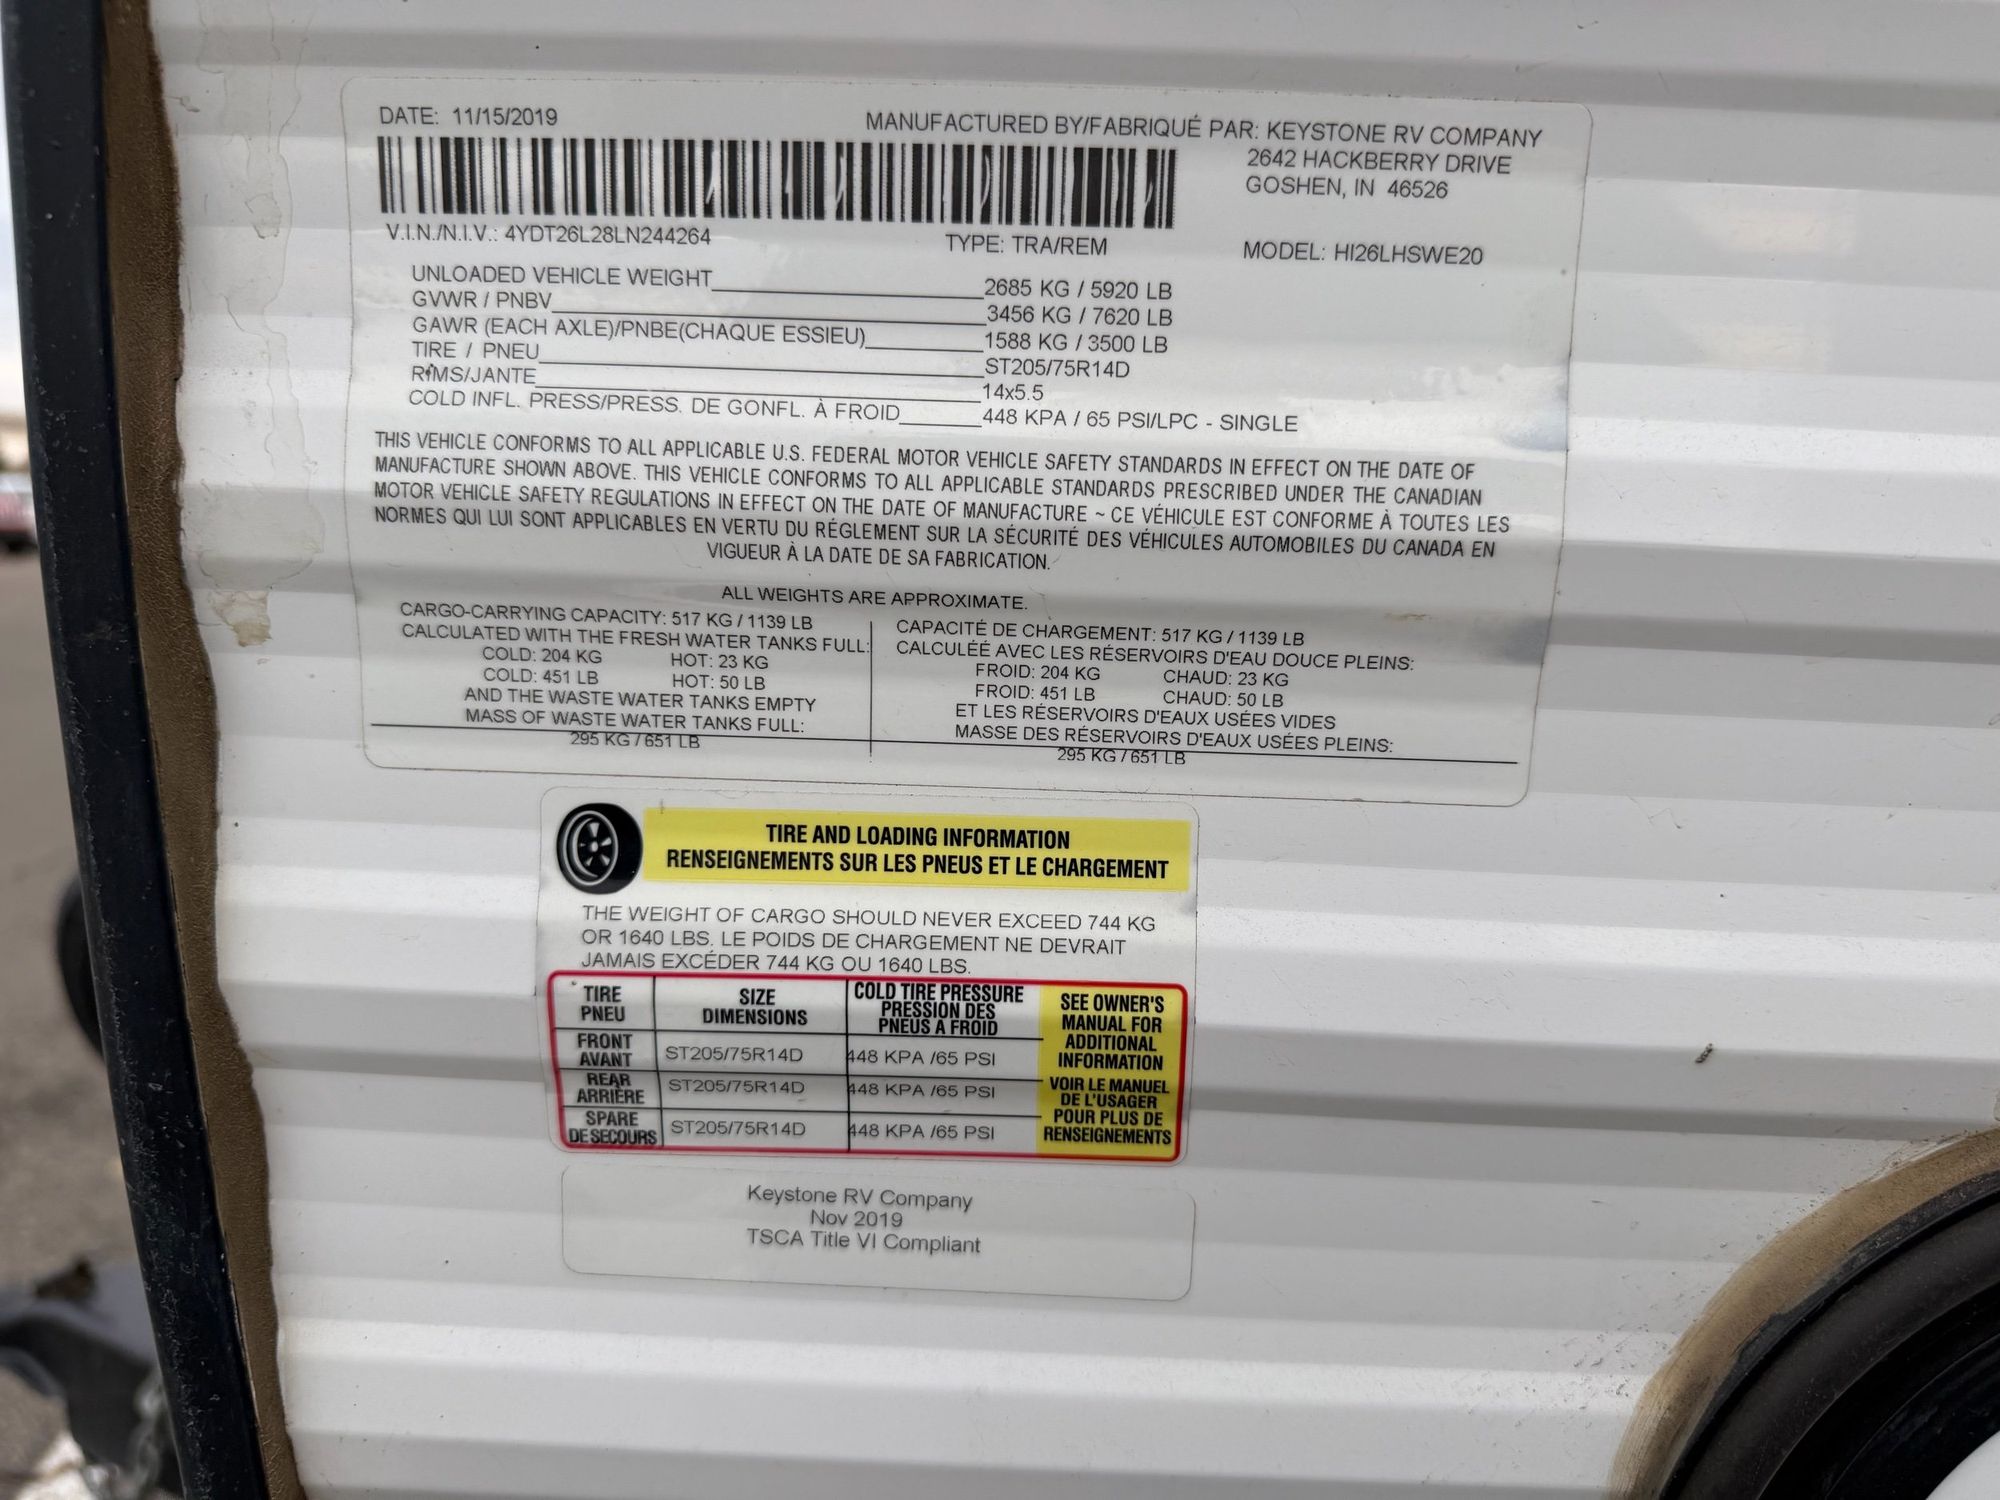 DATE: 11/15/2019
MANUFACTURED BY/FABRIQUÉ PAR: KEYSTONE RV COMPANY
2642 HACKBERRY DRIVE
GOSHEN, IN 46526
V.I.N./N.I.V.: 4YDT26L28LN244264
TYPE: TRA/REM
MODEL: HI26LHSWE20
UNLOADED VEHICLE WEIGHT 2685 KG / 5920 LB
GVWR / PNBV 3456 KG / 7620 LB
GAWR (EACH AXLE)/PNBE(CHAQUE ESSIEU) 1588 KG / 3500 LB
TIRE / PNEU ST205/75R14D
RIMS/JANTE 14x5.5
COLD INFL. PRESS/PRESS. DE GONFL. À FROID 448 KPA / 65 PSI/LPC - SINGLE
THIS VEHICLE CONFORMS TO ALL APPLICABLE U.S. FEDERAL MOTOR VEHICLE SAFETY STANDARDS IN EFFECT ON THE DATE OF
MANUFACTURE SHOWN ABOVE. THIS VEHICLE CONFORMS TO ALL APPLICABLE STANDARDS PRESCRIBED UNDER THE CANADIAN
MOTOR VEHICLE SAFETY REGULATIONS IN EFFECT ON THE DATE OF MANUFACTURE ~ CE VÉHICULE EST CONFORME À TOUTES LES
NORMES QUI LUI SONT APPLICABLES EN VERTU DU RÉGLEMENT SUR LA SÉCURITÉ DES VÉHICULES AUTOMOBILES DU CANADA EN
VIGUEUR À LA DATE DE SA FABRICATION.
ALL WEIGHTS ARE APPROXIMATE.
CARGO-CARRYING CAPACITY: 517 KG / 1139 LB
CALCULATED WITH THE FRESH WATER TANKS FULL:
COLD: 204 KG HOT: 23 KG
COLD: 451 LB HOT: 50 LB
AND THE WASTE WATER TANKS EMPTY
MASS OF WASTE WATER TANKS FULL:
295 KG / 651 LB
CAPACITÉ DE CHARGEMENT: 517 KG / 1139 LB
CALCULÉÉ AVEC LES RÉSERVOIRS D'EAU DOUCE PLEINS:
FROID: 204 KG CHAUD: 23 KG
FROID: 451 LB CHAUD: 50 LB
ET LES RÉSERVOIRS D'EAUX USÉES VIDES
MASSE DES RÉSERVOIRS D'EAUX USÉES PLEINS:
295 KG / 651 LB
TIRE AND LOADING INFORMATION
RENSEIGNEMENTS SUR LES PNEUS ET LE CHARGEMENT
THE WEIGHT OF CARGO SHOULD NEVER EXCEED 744 KG
OR 1640 LBS. LE POIDS DE CHARGEMENT NE DEVRAIT
JAMAIS EXCÉDER 744 KG OU 1640 LBS.
TIRE
PNEU
SIZE
DIMENSIONS
COLD TIRE PRESSURE
PRESSION DES
PNEUS A FROID
FRONT
AVANT
ST205/75R14D 448 KPA /65 PSI
REAR
ARRIÈRE
ST205/75R14D 448 KPA /65 PSI
SPARE
DE SECOURS
ST205/75R14D 448 KPA /65 PSI
SEE OWNER'S
MANUAL FOR
ADDITIONAL
INFORMATION
VOIR LE MANUEL
DE L'USAGER
POUR PLUS DE
RENSEIGNEMENTS
Keystone RV Company
Nov 2019
TSCA Title VI Compliant